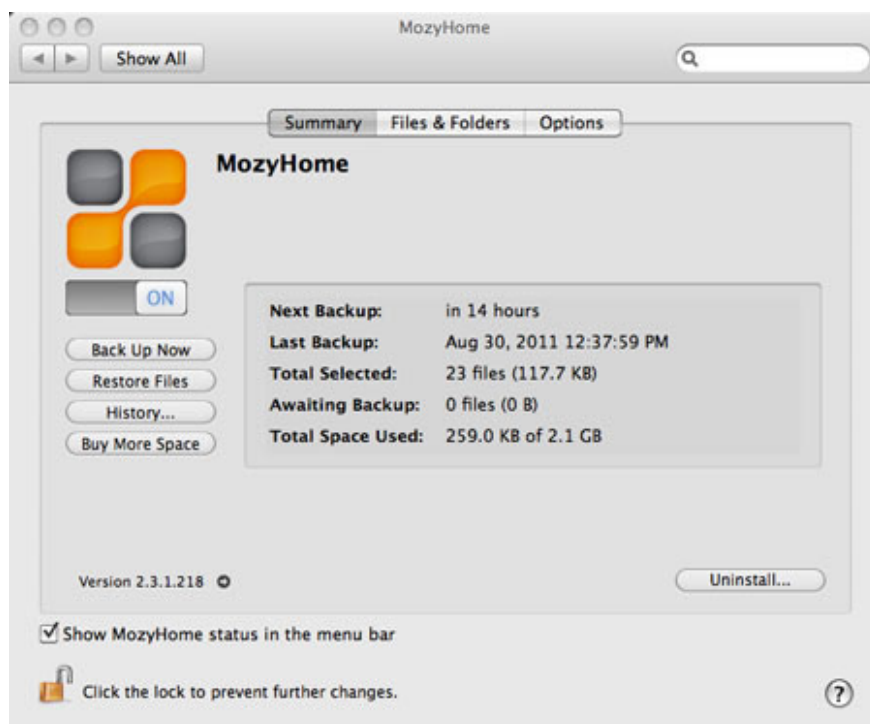 MozyHome
Show All
Summary Files & Folders Options
MozyHome
ON
Next Backup: in 14 hours
Last Backup: Aug 30, 2011 12:37:59 PM
Total Selected: 23 files (117.7 KB)
Awaiting Backup: 0 files (0 B)
Total Space Used: 259.0 KB of 2.1 GB
Back Up Now
Restore Files
History...
Buy More Space
Version 2.3.1.218
Uninstall...
Show MozyHome status in the menu bar
Click the lock to prevent further changes.
?